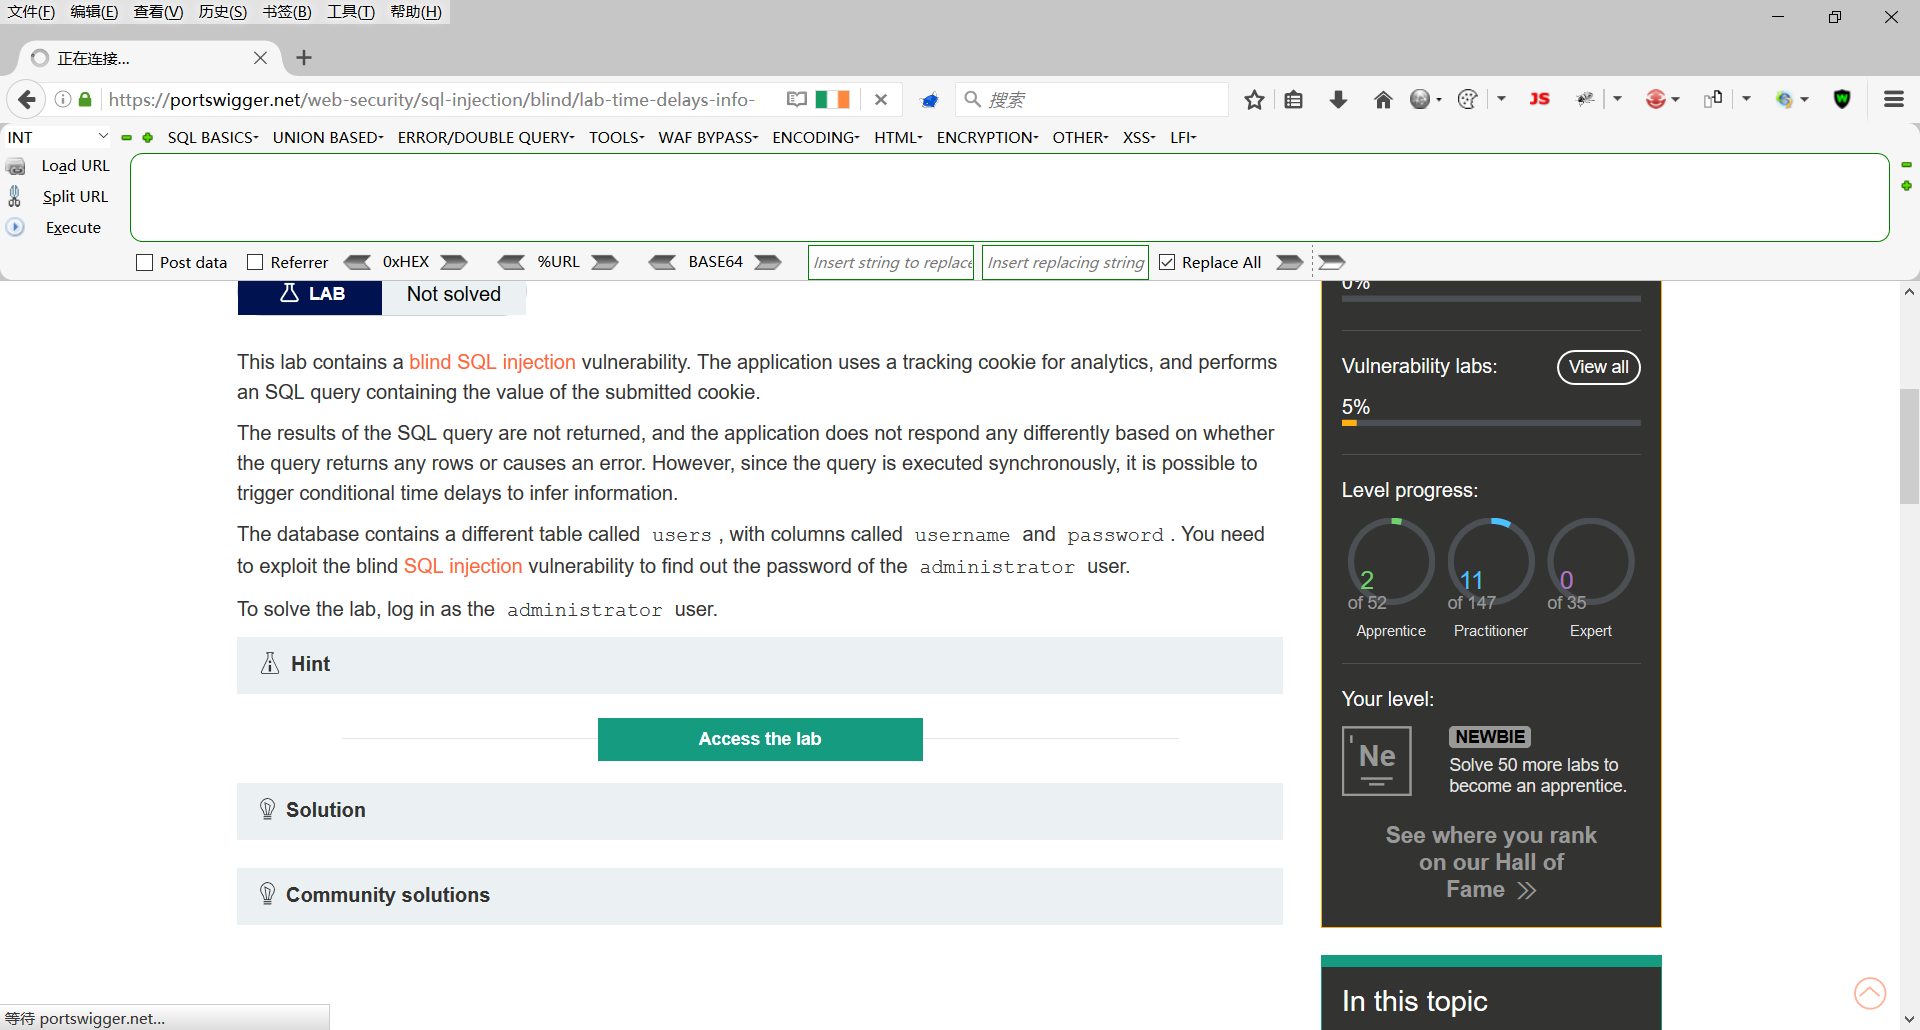 文件(F) 编辑(E) 查看(V) 历史(S) 书签(B) 工具(T) 帮助(H)
正在连接...
https://portswigger.net/web-security/sql-injection/blind/lab-time-delays-info-
搜索
JS
INT
SQL BASICS UNION BASED ERROR/DOUBLE QUERY TOOLS WAF BYPASS ENCODING HTML ENCRYPTION OTHER XSS LFI
Load URL
Split URL
Execute
Post data Referrer 0xHEX %URL BASE64 Insert string to replace Insert replacing string Replace All
LAB Not solved
This lab contains a blind SQL injection vulnerability. The application uses a tracking cookie for analytics, and performs
an SQL query containing the value of the submitted cookie.
The results of the SQL query are not returned, and the application does not respond any differently based on whether
the query returns any rows or causes an error. However, since the query is executed synchronously, it is possible to
trigger conditional time delays to infer information.
The database contains a different table called users , with columns called username and password . You need
to exploit the blind SQL injection vulnerability to find out the password of the administrator user.
To solve the lab, log in as the administrator user.
Hint
Access the lab
Solution
Community solutions
0%
Vulnerability labs: View all
5%
Level progress:
2 11 0
of 52 of 147 of 35
Apprentice Practitioner Expert
Your level:
Ne
NEWBIE
Solve 50 more labs to
become an apprentice.
See where you rank
on our Hall of
Fame
In this topic
等待 portswigger.net...